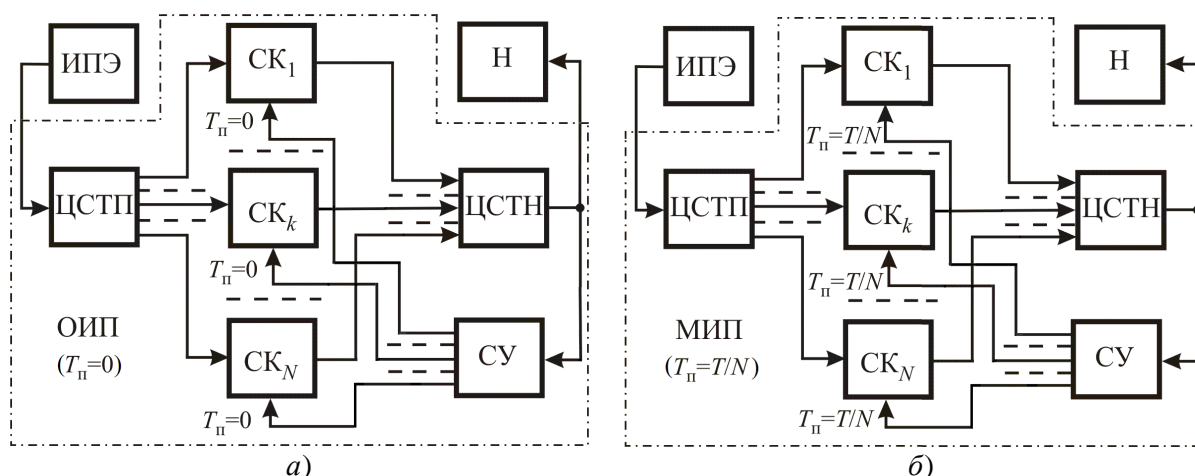 ИПЭ
СК1
Н
Tп=0
ЦСТП
СКk
ЦСТН
Tп=0
ОИП
(Tп=0)
СКN
СУ
Tп=0
а)
ИПЭ
СК1
Н
Tп=T/N
ЦСТП
СКk
ЦСТН
Tп=T/N
МИП
(Tп=T/N)
СКN
СУ
Tп=T/N
б)